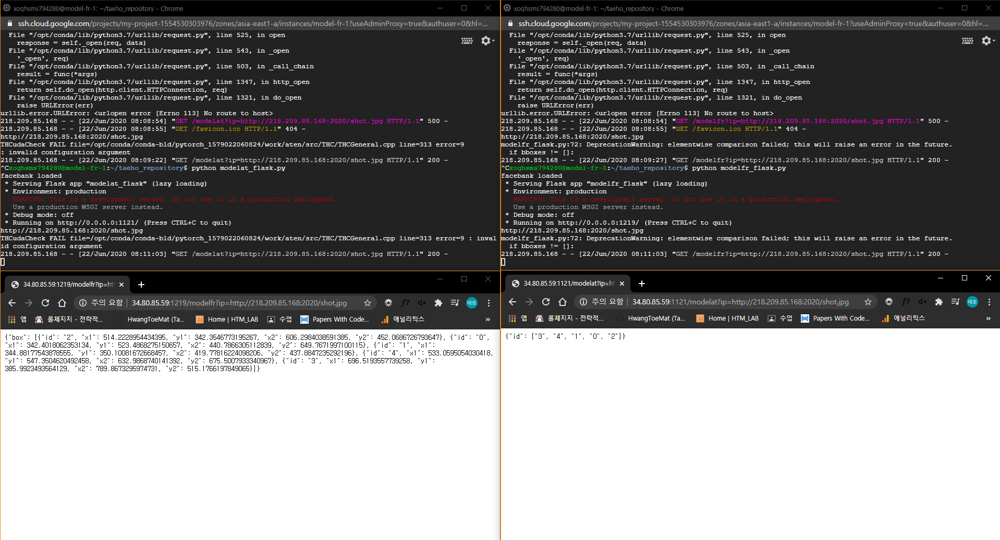 xoqhsms794280@model-fr-1: ~/taeho_repository - Chrome
ssh.cloud.google.com/projects/my-project-1554530303976/zones/asia-east1-a/instances/model-fr-1?useAdminProxy=true&authuser=0&hl=...
File "/opt/conda/lib/python3.7/urllib/request.py", line 525, in open
response = self._open(req, data)
File "/opt/conda/lib/python3.7/urllib/request.py", line 543, in _open
'_open', req)
File "/opt/conda/lib/python3.7/urllib/request.py", line 503, in _call_chain
result = func(*args)
File "/opt/conda/lib/python3.7/urllib/request.py", line 1347, in http_open
return self.do_open(http.client.HTTPConnection, req)
File "/opt/conda/lib/python3.7/urllib/request.py", line 1321, in do_open
raise URLError(err)
urllib.error.URLError: <urlopen error [Errno 113] No route to host>
218.209.85.168 - - [22/Jun/2020 08:08:54] "GET /modelat?ip=http://218.209.85.168:2020/shot.jpg HTTP/1.1" 500 -
218.209.85.168 - - [22/Jun/2020 08:08:55] "GET /favicon.ico HTTP/1.1" 404 -
http://218.209.85.168:2020/shot.jpg
THCudaCheck FAIL file=/opt/conda/conda-bld/pytorch_1579022060824/work/aten/src/THC/THCGeneral.cpp line=313 error=9
: invalid configuration argument
218.209.85.168 - - [22/Jun/2020 08:09:22] "GET /modelat?ip=http://218.209.85.168:2020/shot.jpg HTTP/1.1" 200 -
^Cxoqhsms794280@model-fr-1:~/taeho_repository$ python modelat_flask.py
facebank loaded
* Serving Flask app "modelat_flask" (lazy loading)
* Environment: production
WARNING: This is a development server. Do not use it in a production deployment.
Use a production WSGI server instead.
* Debug mode: off
* Running on http://0.0.0.0:1121/ (Press CTRL+C to quit)
http://218.209.85.168:2020/shot.jpg
THCudaCheck FAIL file=/opt/conda/conda-bld/pytorch_1579022060824/work/aten/src/THC/THCGeneral.cpp line=313 error=9 : inval
id configuration argument
218.209.85.168 - - [22/Jun/2020 08:11:03] "GET /modelat?ip=http://218.209.85.168:2020/shot.jpg HTTP/1.1" 200 -
xoqhsms794280@model-fr-1: ~/taeho_repository - Chrome
ssh.cloud.google.com/projects/my-project-1554530303976/zones/asia-east1-a/instances/model-fr-1?useAdminProxy=true&authuser=0&hl=...
File "/opt/conda/lib/python3.7/urllib/request.py", line 525, in open
response = self._open(req, data)
File "/opt/conda/lib/python3.7/urllib/request.py", line 543, in _open
'_open', req)
File "/opt/conda/lib/python3.7/urllib/request.py", line 503, in _call_chain
result = func(*args)
File "/opt/conda/lib/python3.7/urllib/request.py", line 1347, in http_open
return self.do_open(http.client.HTTPConnection, req)
File "/opt/conda/lib/python3.7/urllib/request.py", line 1321, in do_open
raise URLError(err)
urllib.error.URLError: <urlopen error [Errno 113] No route to host>
218.209.85.168 - - [22/Jun/2020 08:08:54] "GET /modelfr?ip=http://218.209.85.168:2020/shot.jpg HTTP/1.1" 500 -
218.209.85.168 - - [22/Jun/2020 08:08:55] "GET /favicon.ico HTTP/1.1" 404 -
http://218.209.85.168:2020/shot.jpg
modelfr_flask.py:72: DeprecationWarning: elementwise comparison failed; this will raise an error in the future.
if bboxes != []:
218.209.85.168 - - [22/Jun/2020 08:09:27] "GET /modelfr?ip=http://218.209.85.168:2020/shot.jpg HTTP/1.1" 200 -
^Cxoqhsms794280@model-fr-1:~/taeho_repository$ python modelfr_flask.py
facebank loaded
* Serving Flask app "modelfr_flask" (lazy loading)
* Environment: production
WARNING: This is a development server. Do not use it in a production deployment.
Use a production WSGI server instead.
* Debug mode: off
* Running on http://0.0.0.0:1219/ (Press CTRL+C to quit)
http://218.209.85.168:2020/shot.jpg
modelfr_flask.py:72: DeprecationWarning: elementwise comparison failed; this will raise an error in the future.
if bboxes != []:
218.209.85.168 - - [22/Jun/2020 08:11:03] "GET /modelfr?ip=http://218.209.85.168:2020/shot.jpg HTTP/1.1" 200 -
34.80.85.59:1219/modelfr?ip=ht
주의 요함 34.80.85.59:1219/modelfr?ip=http://218.209.85.168:2020/shot.jpg f? 태호
앱 롤체지지 - 전략적... HwangToeMat (Ta... AI Home | HTM_LAB 수업 Papers With Code... 애널리틱스 »
{"box": [{"id": "2", "x1": 514.2228954434395, "y1": 342.3546773195267, "x2": 606.2984038591385, "y2": 452.0686726793647}, {"id": "0",
"x1": 342.4018062353134, "y1": 523.4868275150657, "x2": 440.7866305112839, "y2": 649.7671997100115}, {"id": "1", "x1":
344.88177543878555, "y1": 350.10081672668457, "x2": 419.77816224098206, "y2": 437.8847235292196}, {"id": "4", "x1": 533.0595054030418,
"y1": 547.3504620492458, "x2": 632.9868740141392, "y2": 675.5007933340967}, {"id": "3", "x1": 696.5193557739258, "y1":
385.9923493564129, "x2": 789.8673295974731, "y2": 515.1766197849065}]}
34.80.85.59:1121/modelat?ip=h
주의 요함 34.80.85.59:1121/modelat?ip=http://218.209.85.168:2020/shot.jpg f? 태호
앱 롤체지지 - 전략적... HwangToeMat (Ta... AI Home | HTM_LAB 수업 Papers With Code... 애널리틱스 »
{"id": ["3", "4", "1", "0", "2"]}